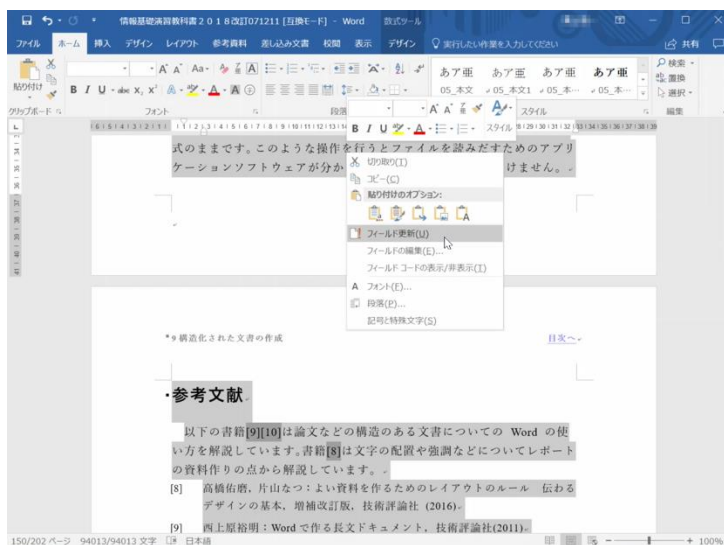 情報基礎演習教科書2018改訂071211 [互換モード] - Word
数式ツール
ファイル ホーム 挿入 デザイン レイアウト 参考資料 差し込み文書 校閲 表示 デザイン 実行したい作業を入力してください 共有
貼り付け
クリップボード
フォント
段落
あア亜 あア亜 あア亜 あア亜
05_本文 05_本文1 05_本… 05_本…
スタイル
検索
置換
選択
編集
スタイル
式のままです。このような操作を行うとファイルを読みだすためのアプリ
ケーションソフトウェアが分か
けません。
切り取り(T)
コピー(C)
貼り付けのオプション:
フィールド更新(U)
フィールドの編集(E)...
フィールド コードの表示/非表示(T)
フォント(F)...
段落(P)...
記号と特殊文字(S)
*9 構造化された文書の作成
目次へ
参考文献
以下の書籍[9][10]は論文などの構造のある文書についての Word の使
い方を解説しています。書籍[8]は文字の配置や強調などについてレポート
の資料作りの点から解説しています。
[8] 高橋佑磨,片山なつ:よい資料を作るためのレイアウトのルール 伝わる
デザインの基本,増補改訂版,技術評論社 (2016)
[9] 西上原裕明:Word で作る長文ドキュメント,技術評論社(2011)
150/202 ページ 94013/94013 文字 日本語 100%